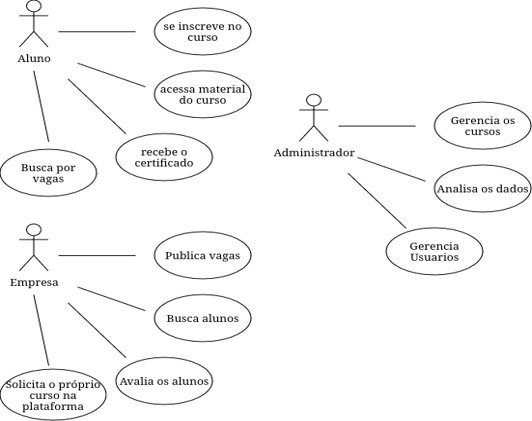 se inscreve no
curso
Aluno
acessa material
do curso
recebe o
certificado
Busca por
vagas
Gerencia os
cursos
Administrador
Analisa os dados
Gerencia
Usuarios
Publica vagas
Empresa
Busca alunos
Avalia os alunos
Solicita o próprio
curso na
plataforma